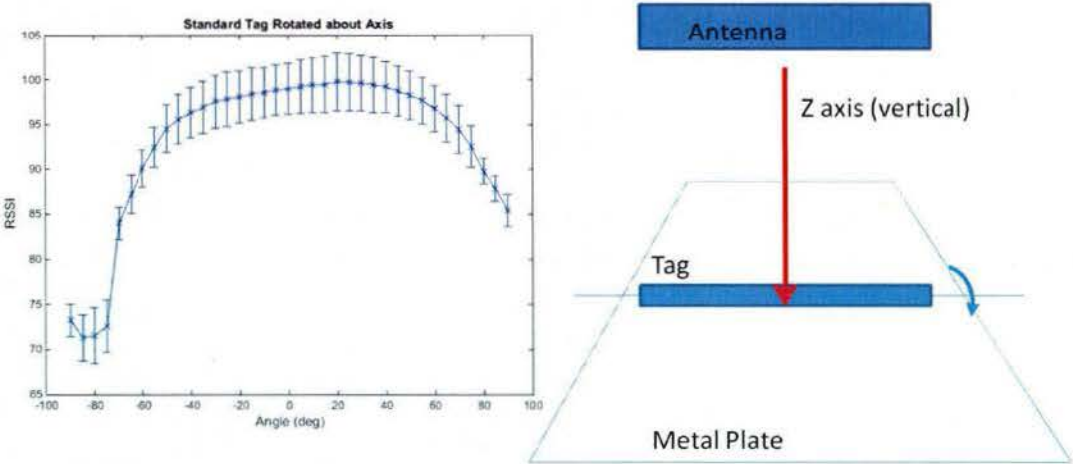 Standard Tag Rotated about Axis
105
100
95
90
85
80
75
70
65
RSSI
-100 -80 -60 -40 -20 0 20 40 60 80 100
Angle (deg)
Antenna
Z axis (vertical)
Tag
Metal Plate